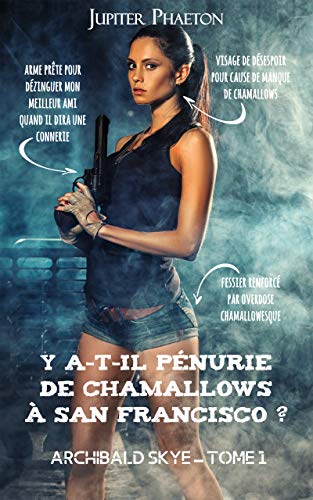 Jupiter Phaeton
ARME PRÊTE POUR
DÉZINGUER MON
MEILLEUR AMI
QUAND IL DIRA UNE
CONNERIE
VISAGE DE DÉSESPOIR
POUR CAUSE DE MANQUE
DE CHAMALLOWS
FESSIER RENFORCÉ
PAR OVERDOSE
CHAMALLOWESQUE
Y A-T-IL PÉNURIE
DE CHAMALLOWS
À SAN FRANCISCO ?
ARCHIBALD SKYE – TOME 1